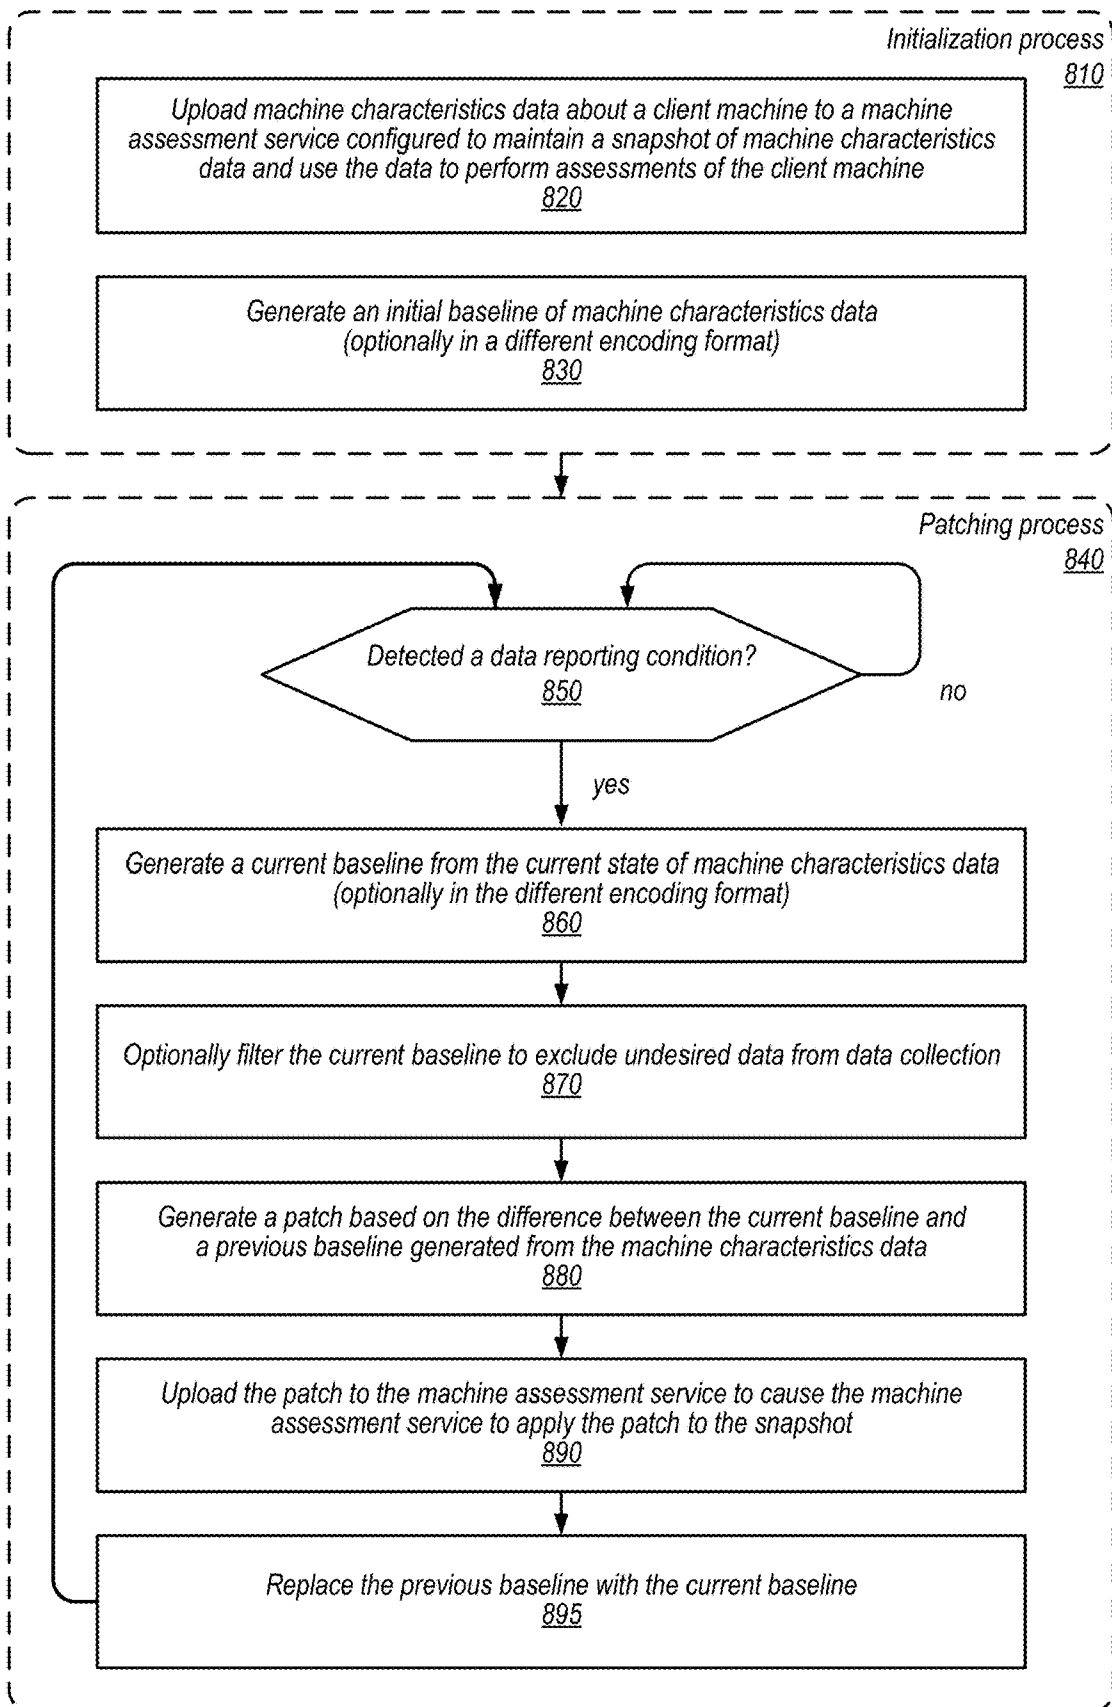 Initialization process
810
Upload machine characteristics data about a client machine to a machine
assessment service configured to maintain a snapshot of machine characteristics
data and use the data to perform assessments of the client machine
820
Generate an initial baseline of machine characteristics data
(optionally in a different encoding format)
830
Patching process
840
Detected a data reporting condition?
850
no
yes
Generate a current baseline from the current state of machine characteristics data
(optionally in the different encoding format)
860
Optionally filter the current baseline to exclude undesired data from data collection
870
Generate a patch based on the difference between the current baseline and
a previous baseline generated from the machine characteristics data
880
Upload the patch to the machine assessment service to cause the machine
assessment service to apply the patch to the snapshot
890
Replace the previous baseline with the current baseline
895